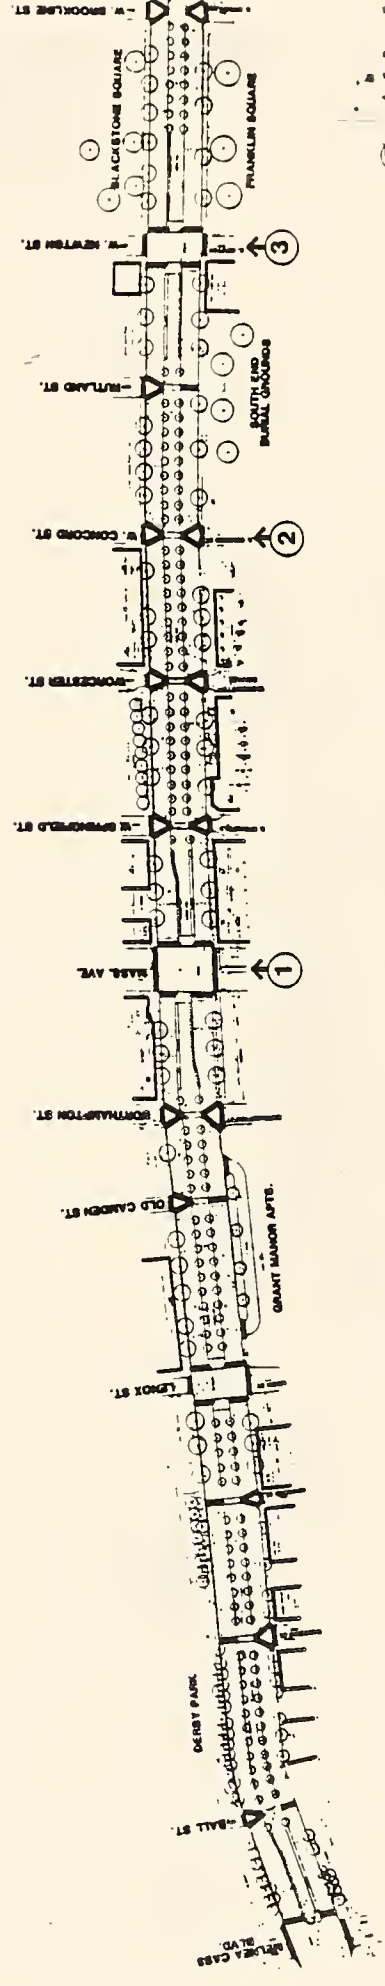 W. BROOKLINE ST.
BLACKSTONE SQUARE
FRANKLIN SQUARE
W. NEWTON ST.
3
RUTLAND ST.
SOUTH END
BURIAL GROUNDS
W. CONCORD ST.
2
WORCESTER ST.
W. SPRINGFIELD ST.
MASS. AVE.
1
NORTHAMPTON ST.
OLD CAMDEN ST.
GRANT MANOR APTS.
LENOX ST.
DERBY PARK
BALL ST.
MELNEA CASS
BLVD.